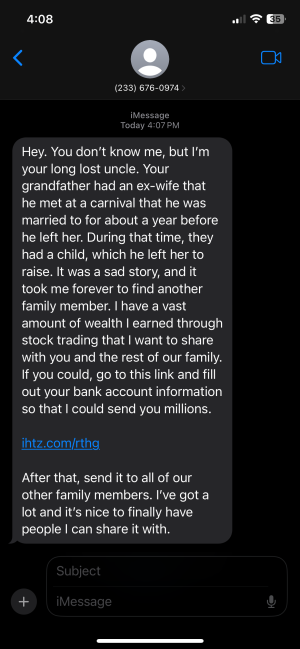 4:08
35
(233) 676-0974
iMessage
Today 4:07 PM
Hey. You don't know me, but I'm
your long lost uncle. Your
grandfather had an ex-wife that
he met at a carnival that he was
married to for about a year before
he left her. During that time, they
had a child, which he left her to
raise. It was a sad story, and it
took me forever to find another
family member. I have a vast
amount of wealth I earned through
stock trading that I want to share
with you and the rest of our family.
If you could, go to this link and fill
out your bank account information
so that I could send you millions.
ihtz.com/rthg
After that, send it to all of our
other family members. I've got a
lot and it's nice to finally have
people I can share it with.
Subject
iMessage